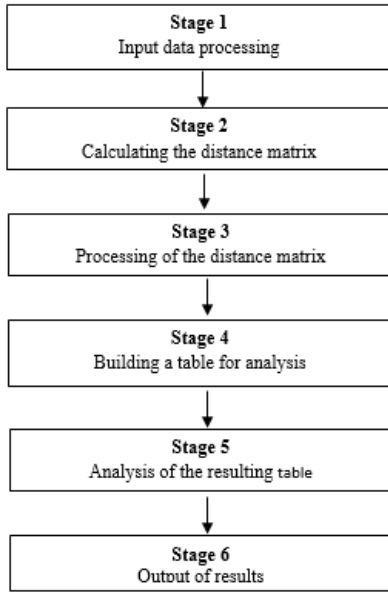 Stage 1
Input data processing
Stage 2
Calculating the distance matrix
Stage 3
Processing of the distance matrix
Stage 4
Building a table for analysis
Stage 5
Analysis of the resulting table
Stage 6
Output of results